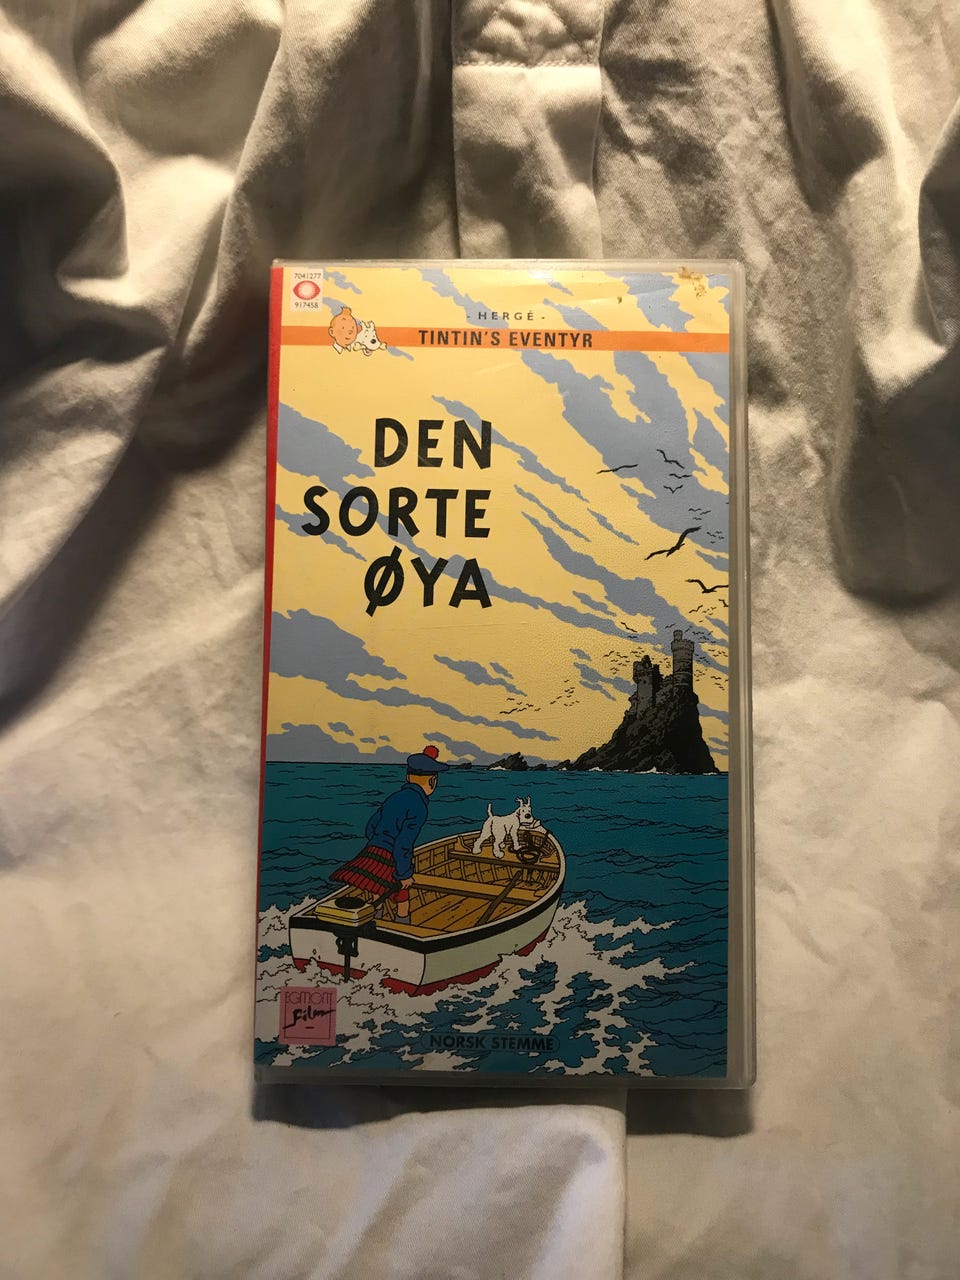 7041277
917458
- HERGÉ -
TINTIN'S EVENTYR
DEN
SORTE
ØYA
EGMONT
Film
NORSK STEMME